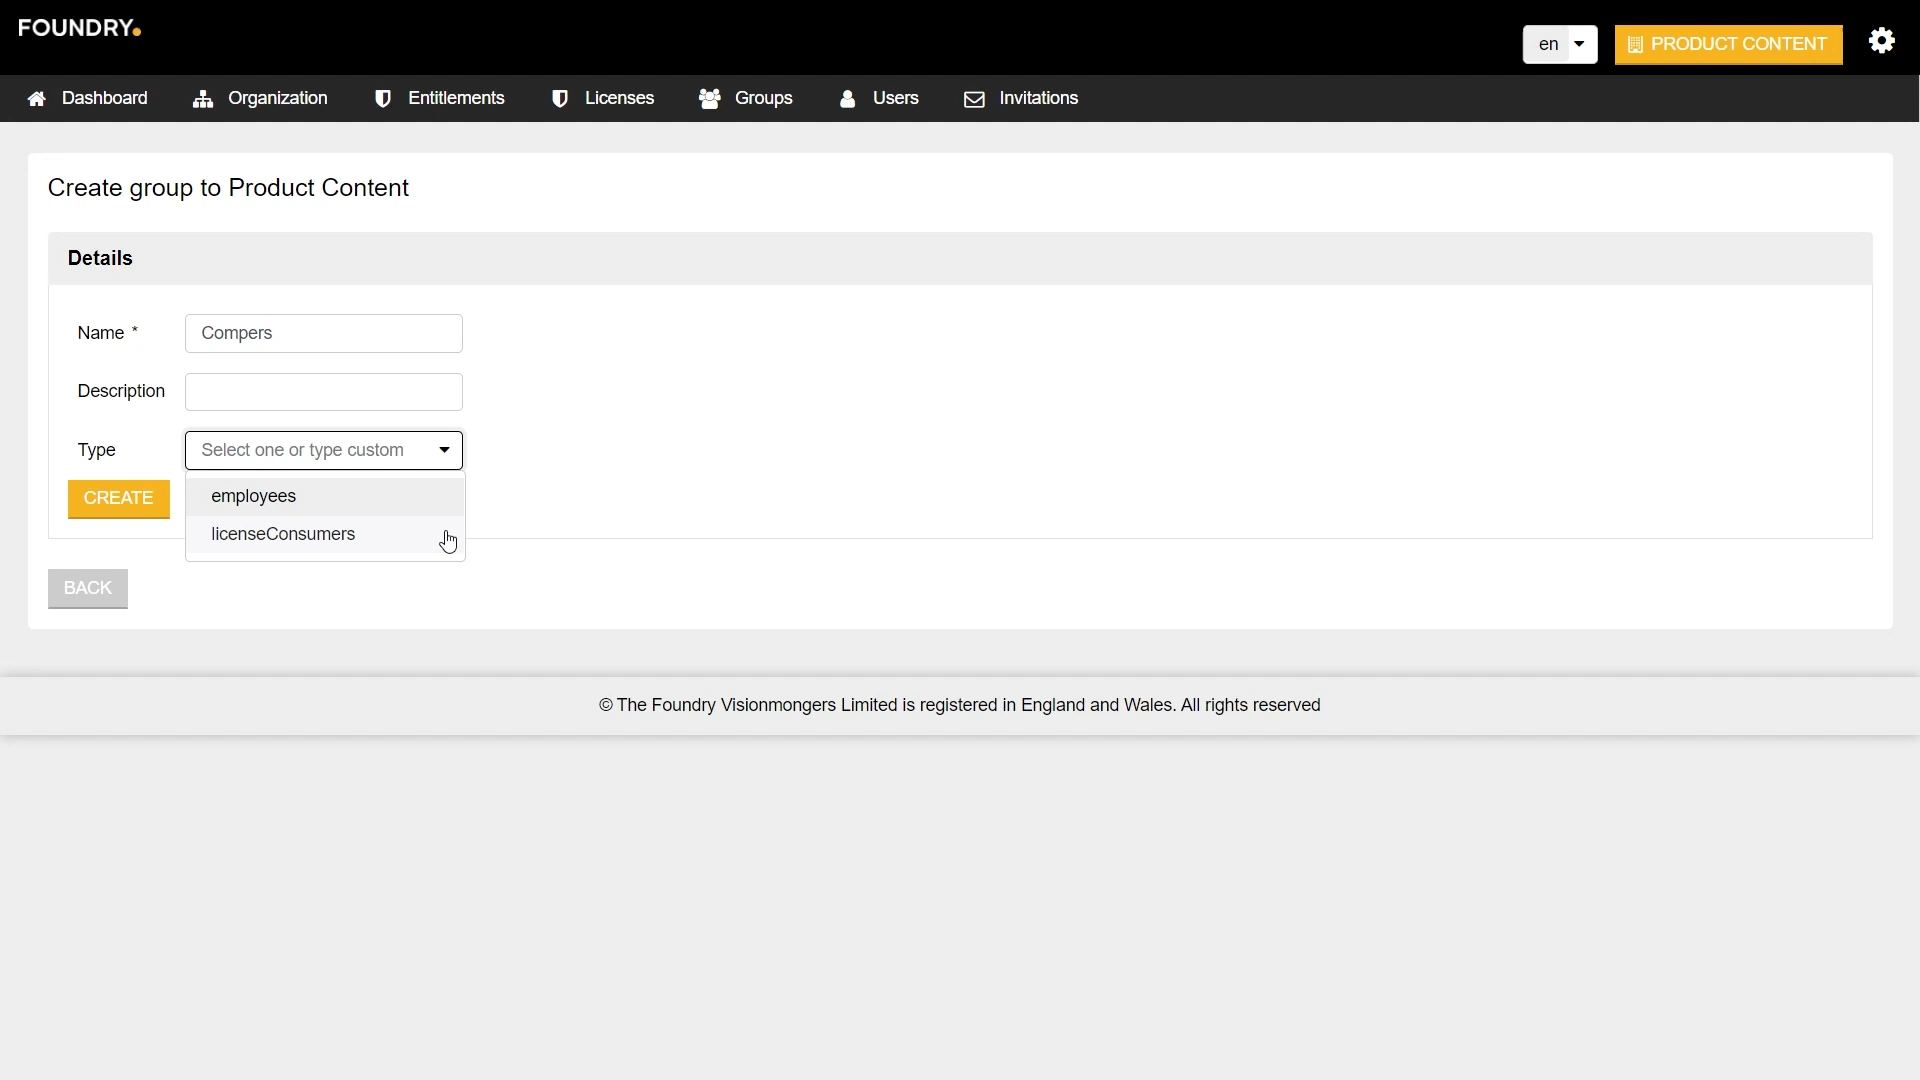 FOUNDRY.
en
PRODUCT CONTENT
Dashboard
Organization
Entitlements
Licenses
Groups
Users
Invitations
Create group to Product Content
Details
Name *
Compers
Description
Type
Select one or type custom
CREATE
employees
licenseConsumers
BACK
© The Foundry Visionmongers Limited is registered in England and Wales. All rights reserved